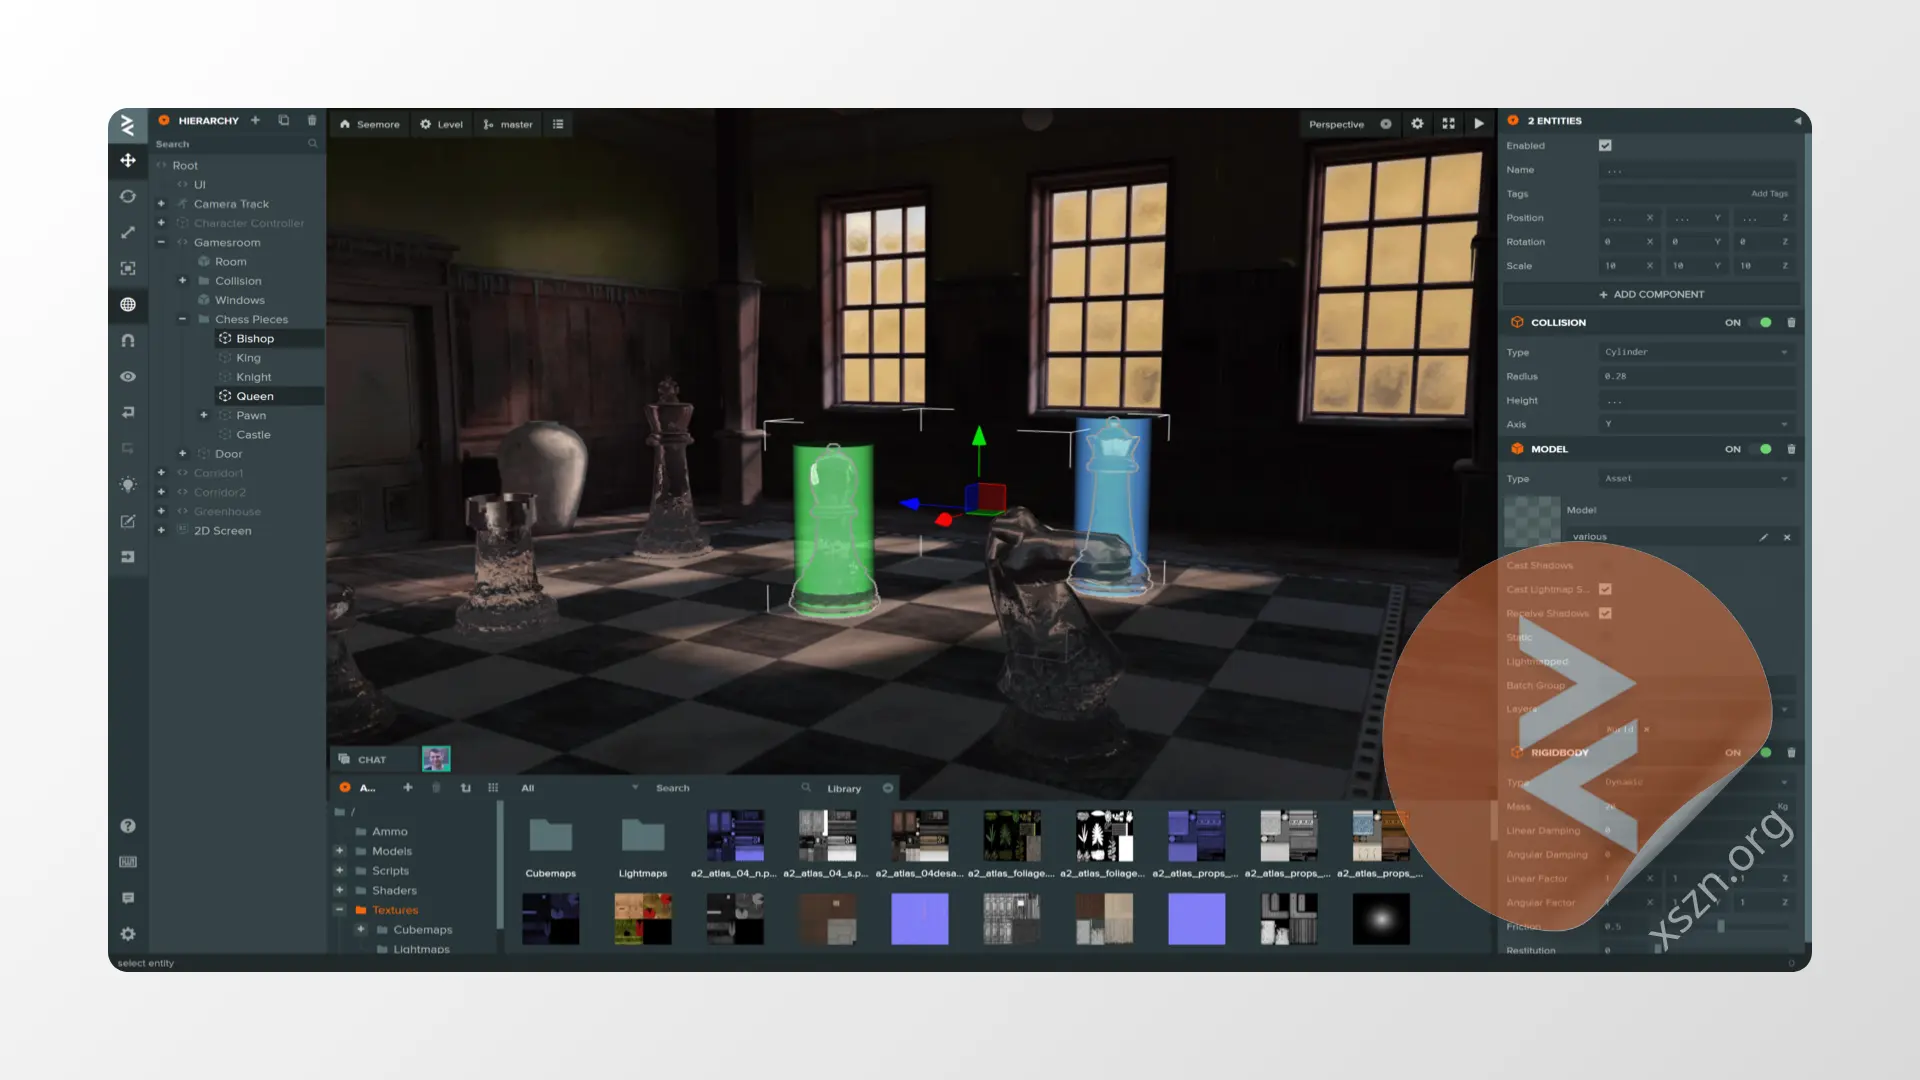 HIERARCHY
Search
Root
UI
Camera Track
Character Controller
Gamesroom
Room
Collision
Windows
Chess Pieces
Bishop
King
Knight
Queen
Pawn
Castle
Door
Corridor1
Corridor2
Greenhouse
2D Screen
select entity
Seemore Level master
Perspective
CHAT
A... All Search Library
/
Ammo
Models
Scripts
Shaders
Textures
Cubemaps
Lightmaps
Cubemaps Lightmaps a2_atlas_04_n.p... a2_atlas_04_s.p... a2_atlas_04desa... a2_atlas_foliage.... a2_atlas_foliage... a2_atlas_props_... a2_atlas_props_... a2_atlas_props_...
2 ENTITIES
Enabled
Name ...
Tags Add Tags
Position ... X ... Y ... Z
Rotation 0 X 0 Y 0 Z
Scale 10 X 10 Y 10 Z
ADD COMPONENT
COLLISION ON
Type Cylinder
Radius 0.28
Height ...
Axis Y
MODEL ON
Type Asset
Model
various
Cast Shadows
Cast Lightmap S...
Receive Shadows
Static
Lightmapped
Batch Group
Layers
World
RIGIDBODY ON
Type Dynamic
Mass Kg
Linear Damping 0
Angular Damping 0
Linear Factor 1 X 1 1 Z
Angular Factor 1 X 1 1 Z
Friction 0.5
Restitution 0
xszn.org